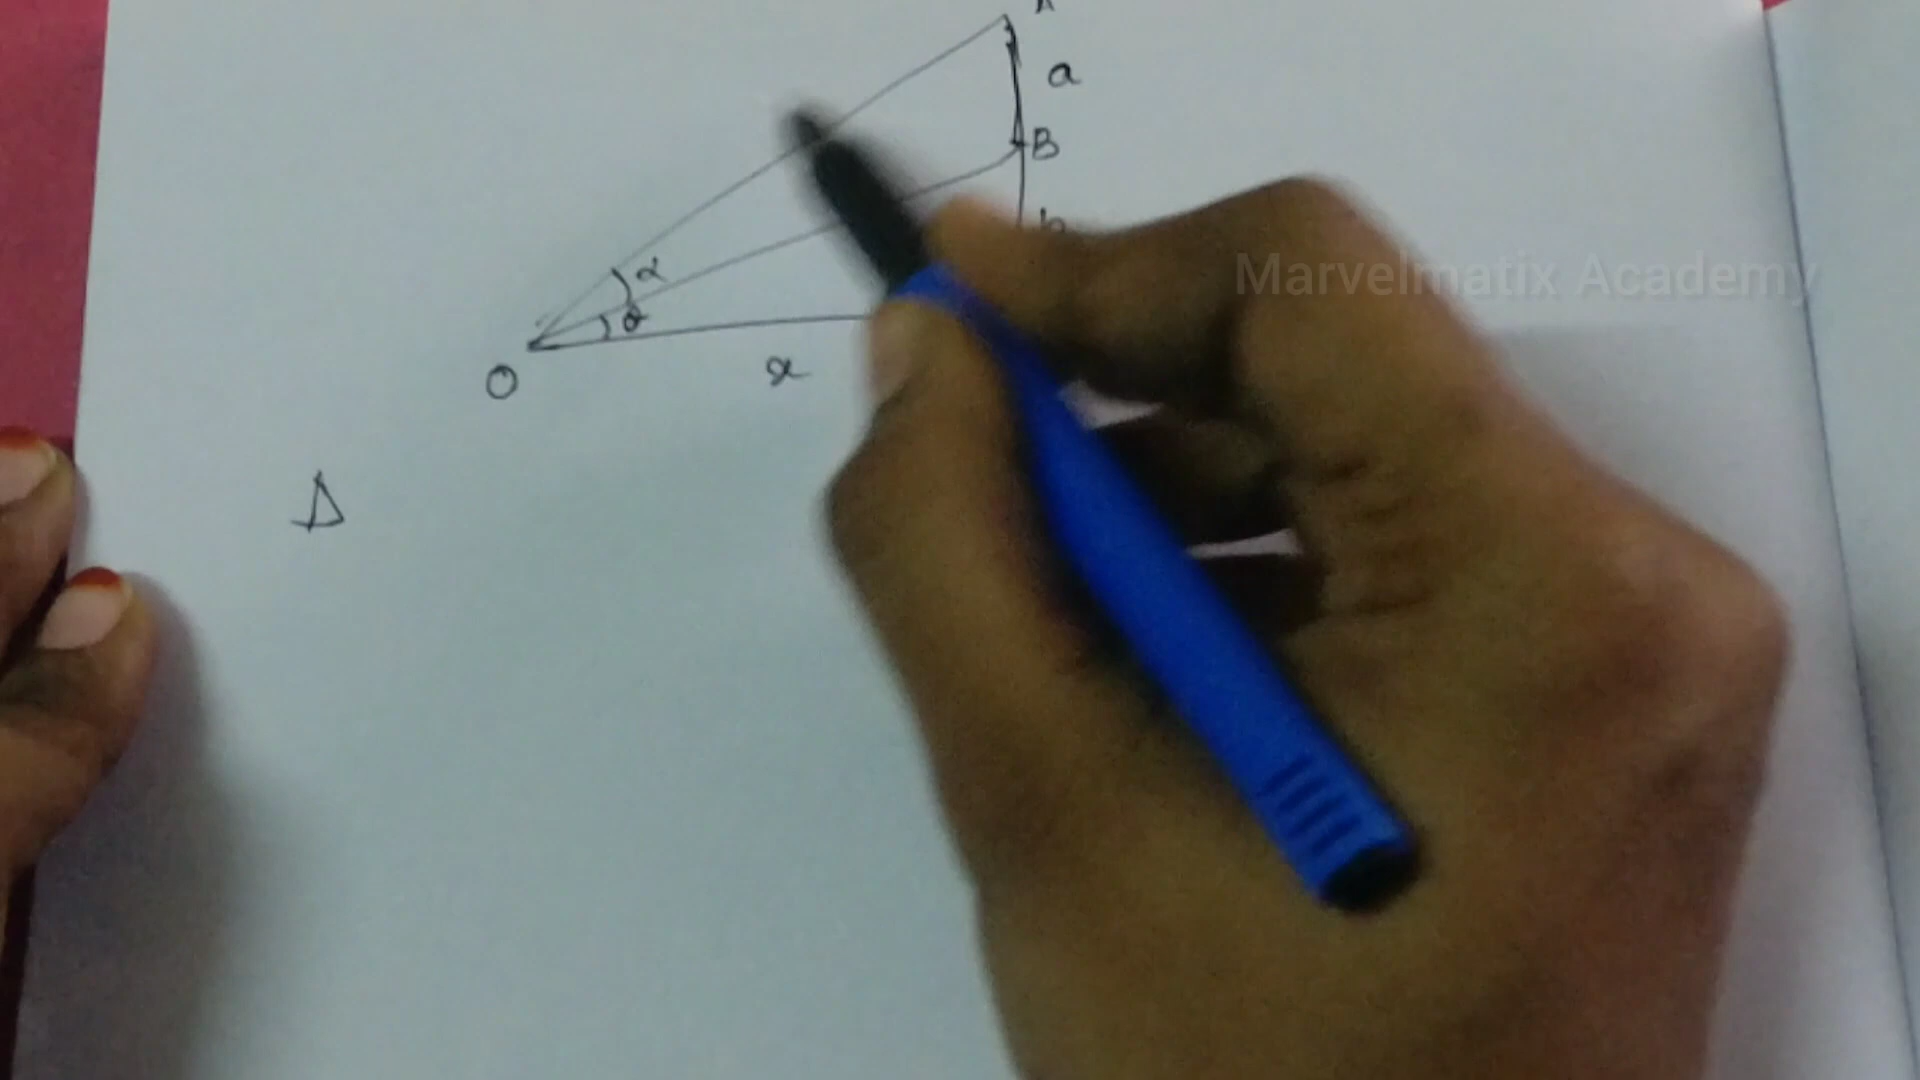 A
a
B
b
α
α
O
x
Δ
Marvelmatix Academy